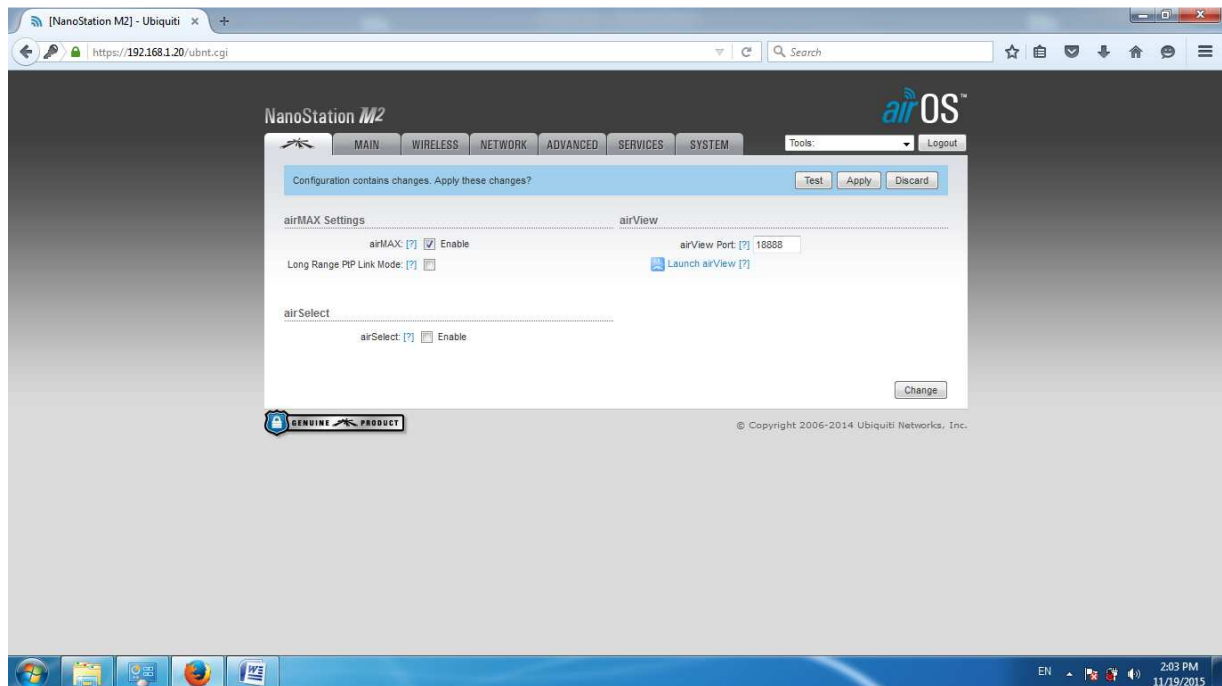 [NanoStation M2] - Ubiquiti
https://192.168.1.20/ubnt.cgi
Search
NanoStation M2
airOS™
MAIN WIRELESS NETWORK ADVANCED SERVICES SYSTEM Tools: Logout
Configuration contains changes. Apply these changes? Test Apply Discard
airMAX Settings
airMAX: [?] Enable
Long Range PtP Link Mode: [?]
airView
airView Port: [?] 18888
Launch airView [?]
airSelect
airSelect: [?] Enable
Change
GENUINE PRODUCT
© Copyright 2006-2014 Ubiquiti Networks, Inc.
EN
2:03 PM
11/19/2015